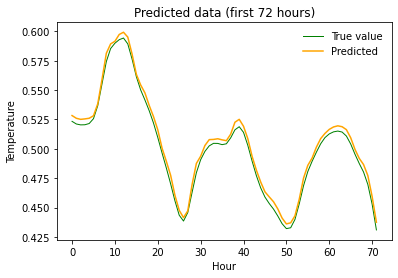 Predicted data (first 72 hours)
True value
Predicted
0.600
0.575
0.550
0.525
0.500
0.475
0.450
0.425
Temperature
0 10 20 30 40 50 60 70
Hour